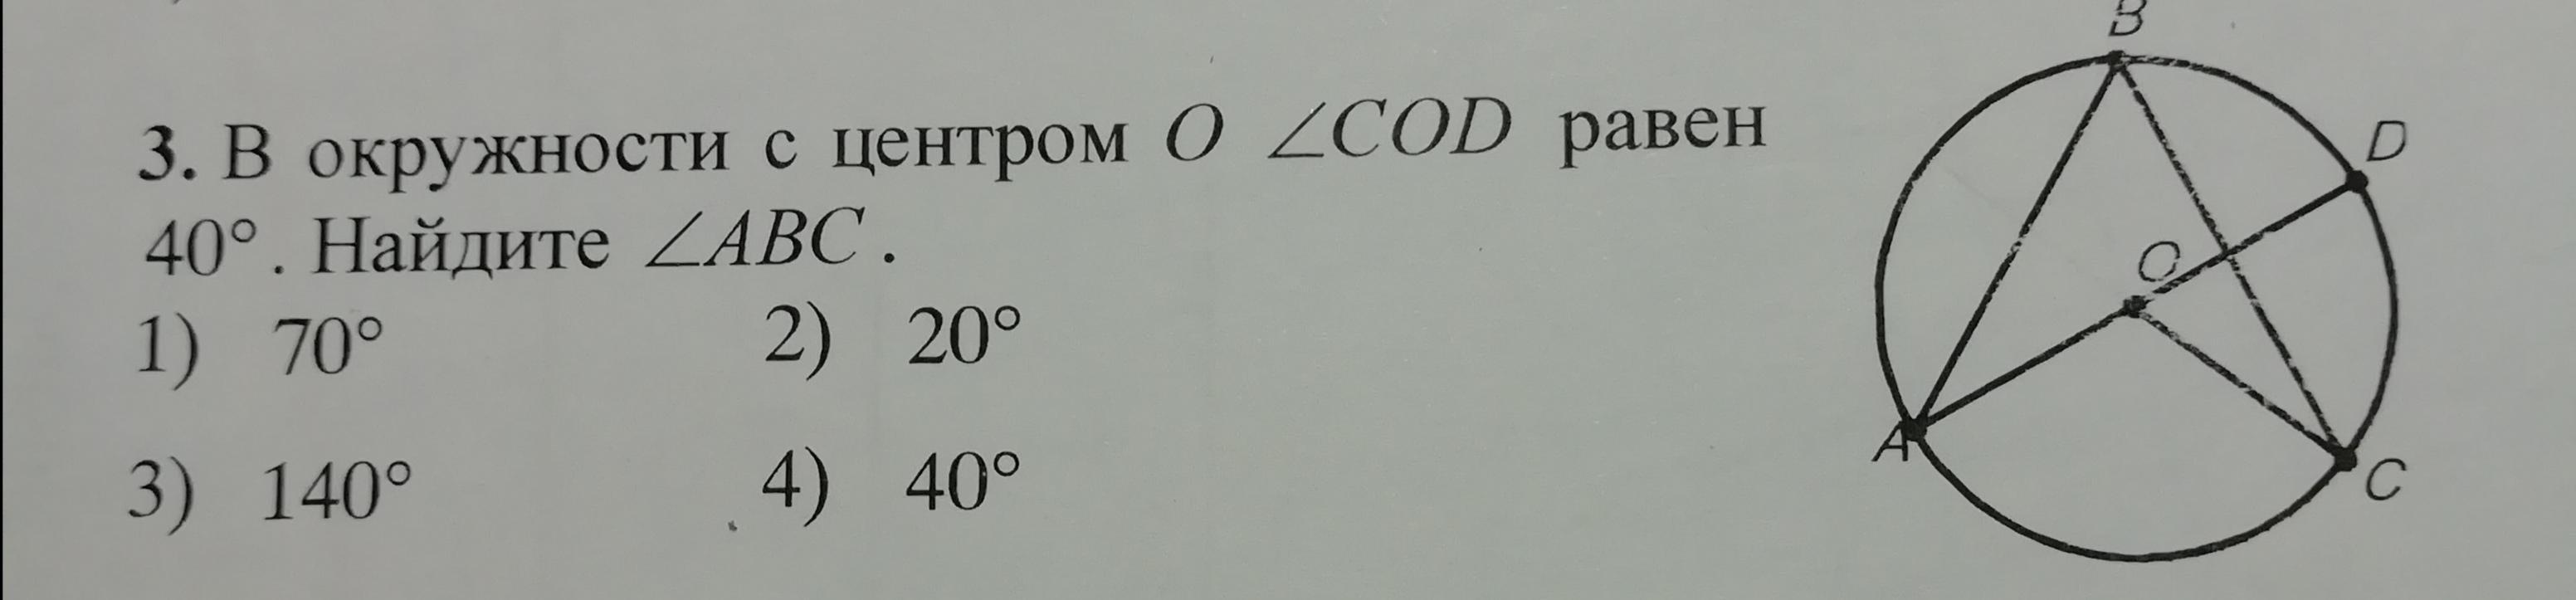 3. В окружности с центром O ∠COD равен
40°. Найдите ∠ABC.
1) 70° 2) 20°
3) 140° 4) 40°
B
D
O
A
C